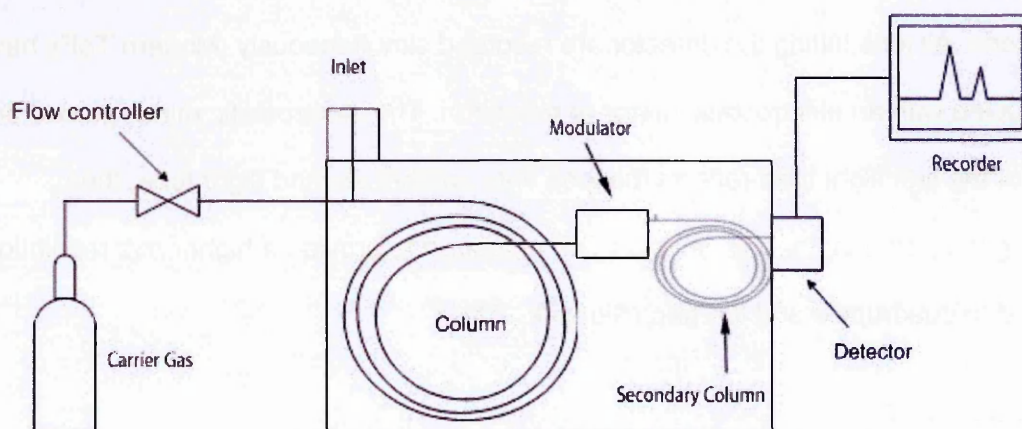 Inlet
Flow controller
Modulator
Recorder
Column
Carrier Gas
Detector
Secondary Column